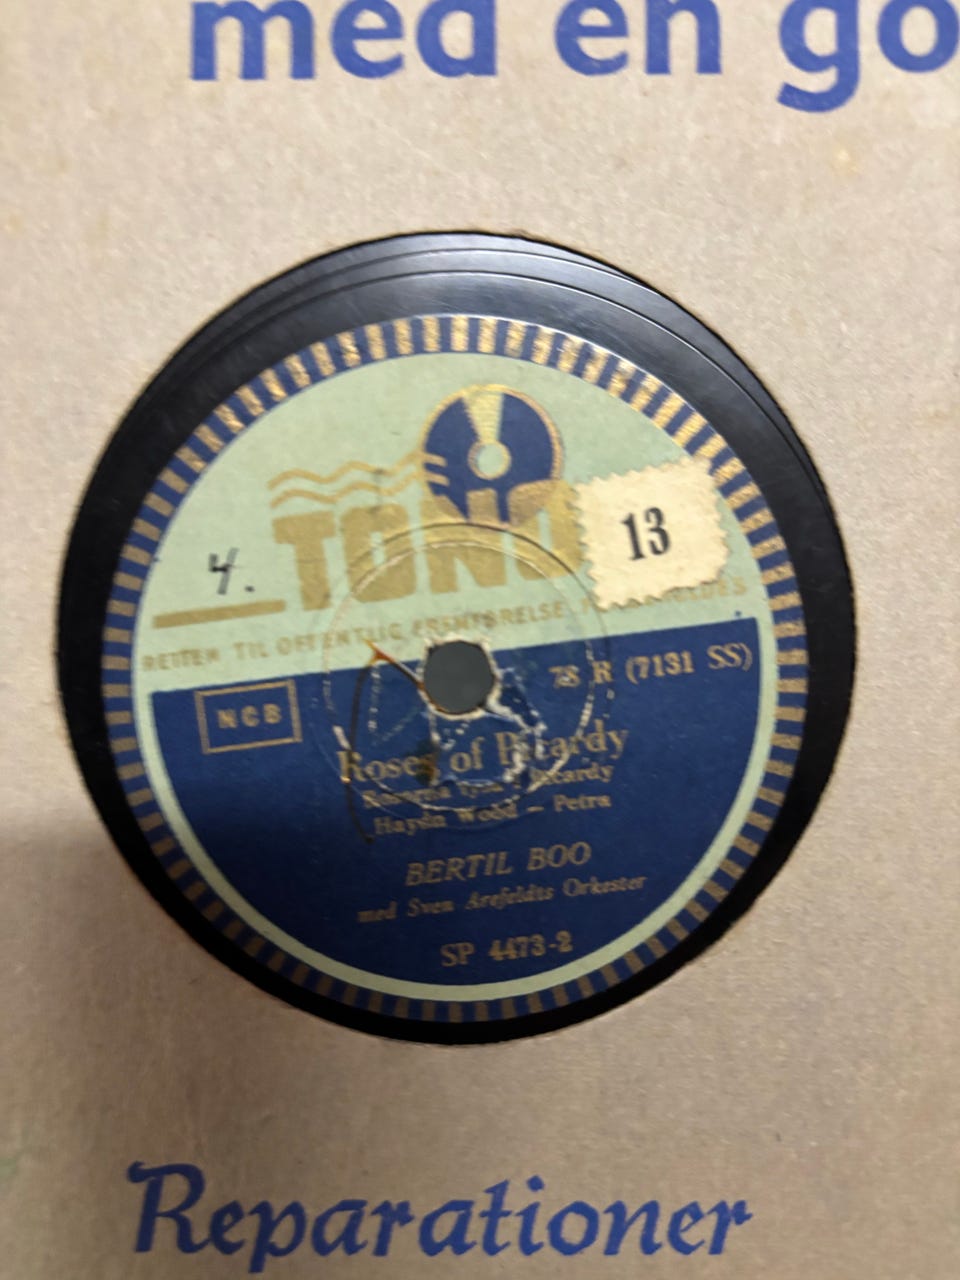 med en go
TONO
13
4.
RETTEN TIL OFFENTLIG FREMFØRELSE
78 R (7131 SS)
NCB
Roses of Picardy
Picardy
Haydn Wood - Petra
BERTIL BOO
med Sven Arefeldts Orkester
SP 4473-2
Reparationer